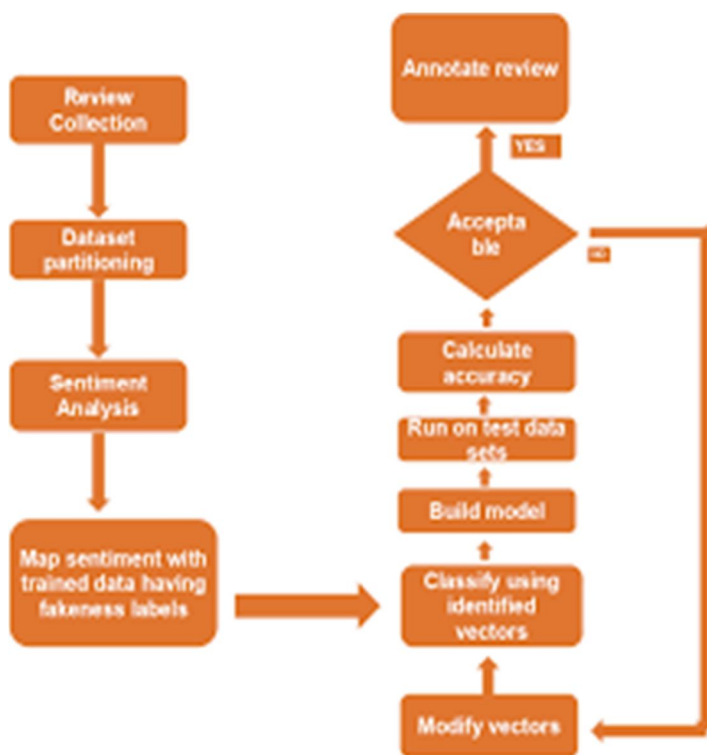 Review
Collection
Dataset
partitioning
Sentiment
Analysis
Map sentiment with
trained data having
fakeness labels
Annotate review
YES
Accepta
ble
NO
Calculate
accuracy
Run on test data
sets
Build model
Classify using
identified
vectors
Modify vectors